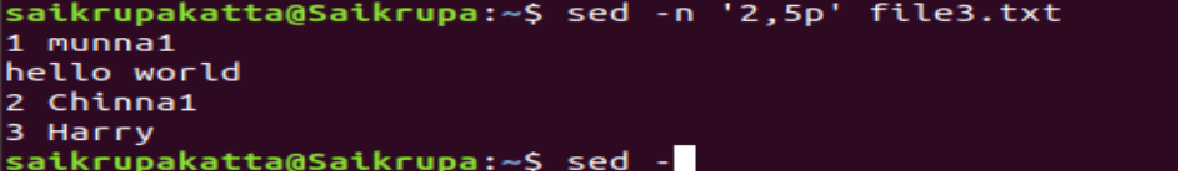 saikrupakatta@Saikrupa:~$ sed -n '2,5p' file3.txt
1 munna1
hello world
2 Chinna1
3 Harry
saikrupakatta@Saikrupa:~$ sed -